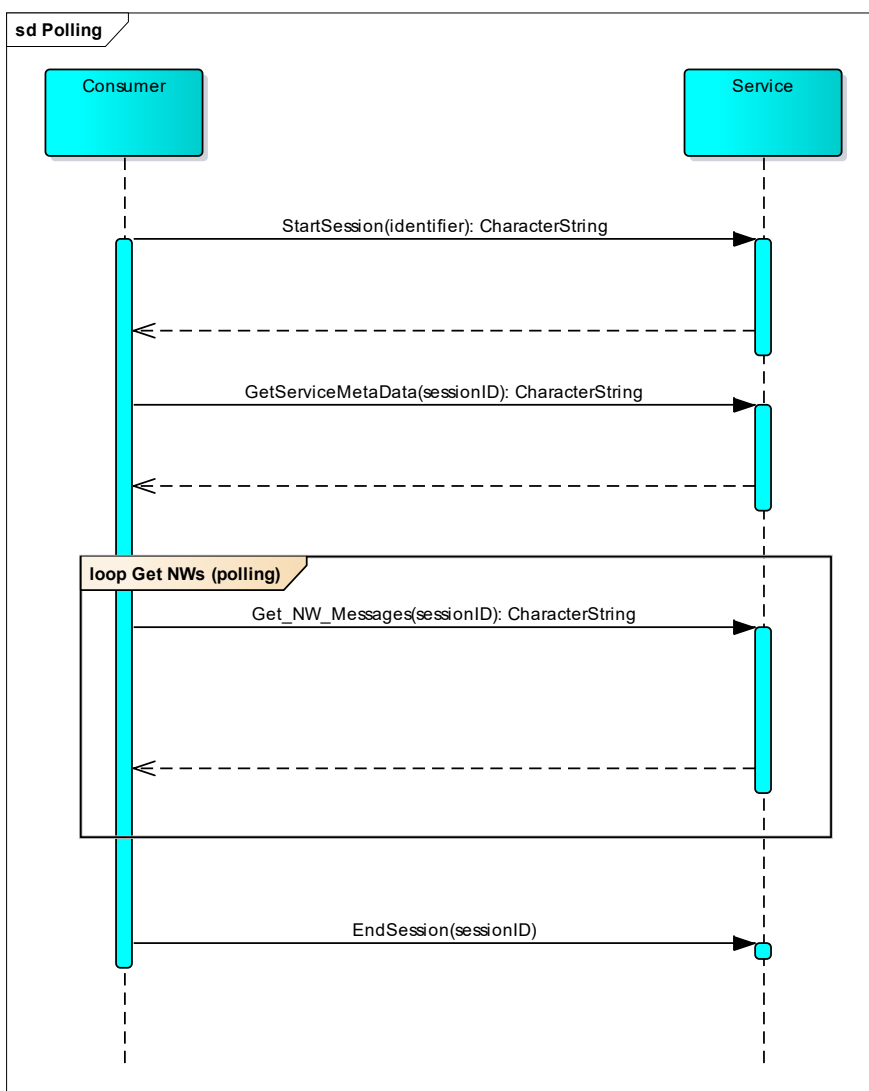 sd Polling
Consumer
Service
StartSession(identifier): CharacterString
GetServiceMetaData(sessionID): CharacterString
loop Get NWs (polling)
Get_NW_Messages(sessionID): CharacterString
EndSession(sessionID)